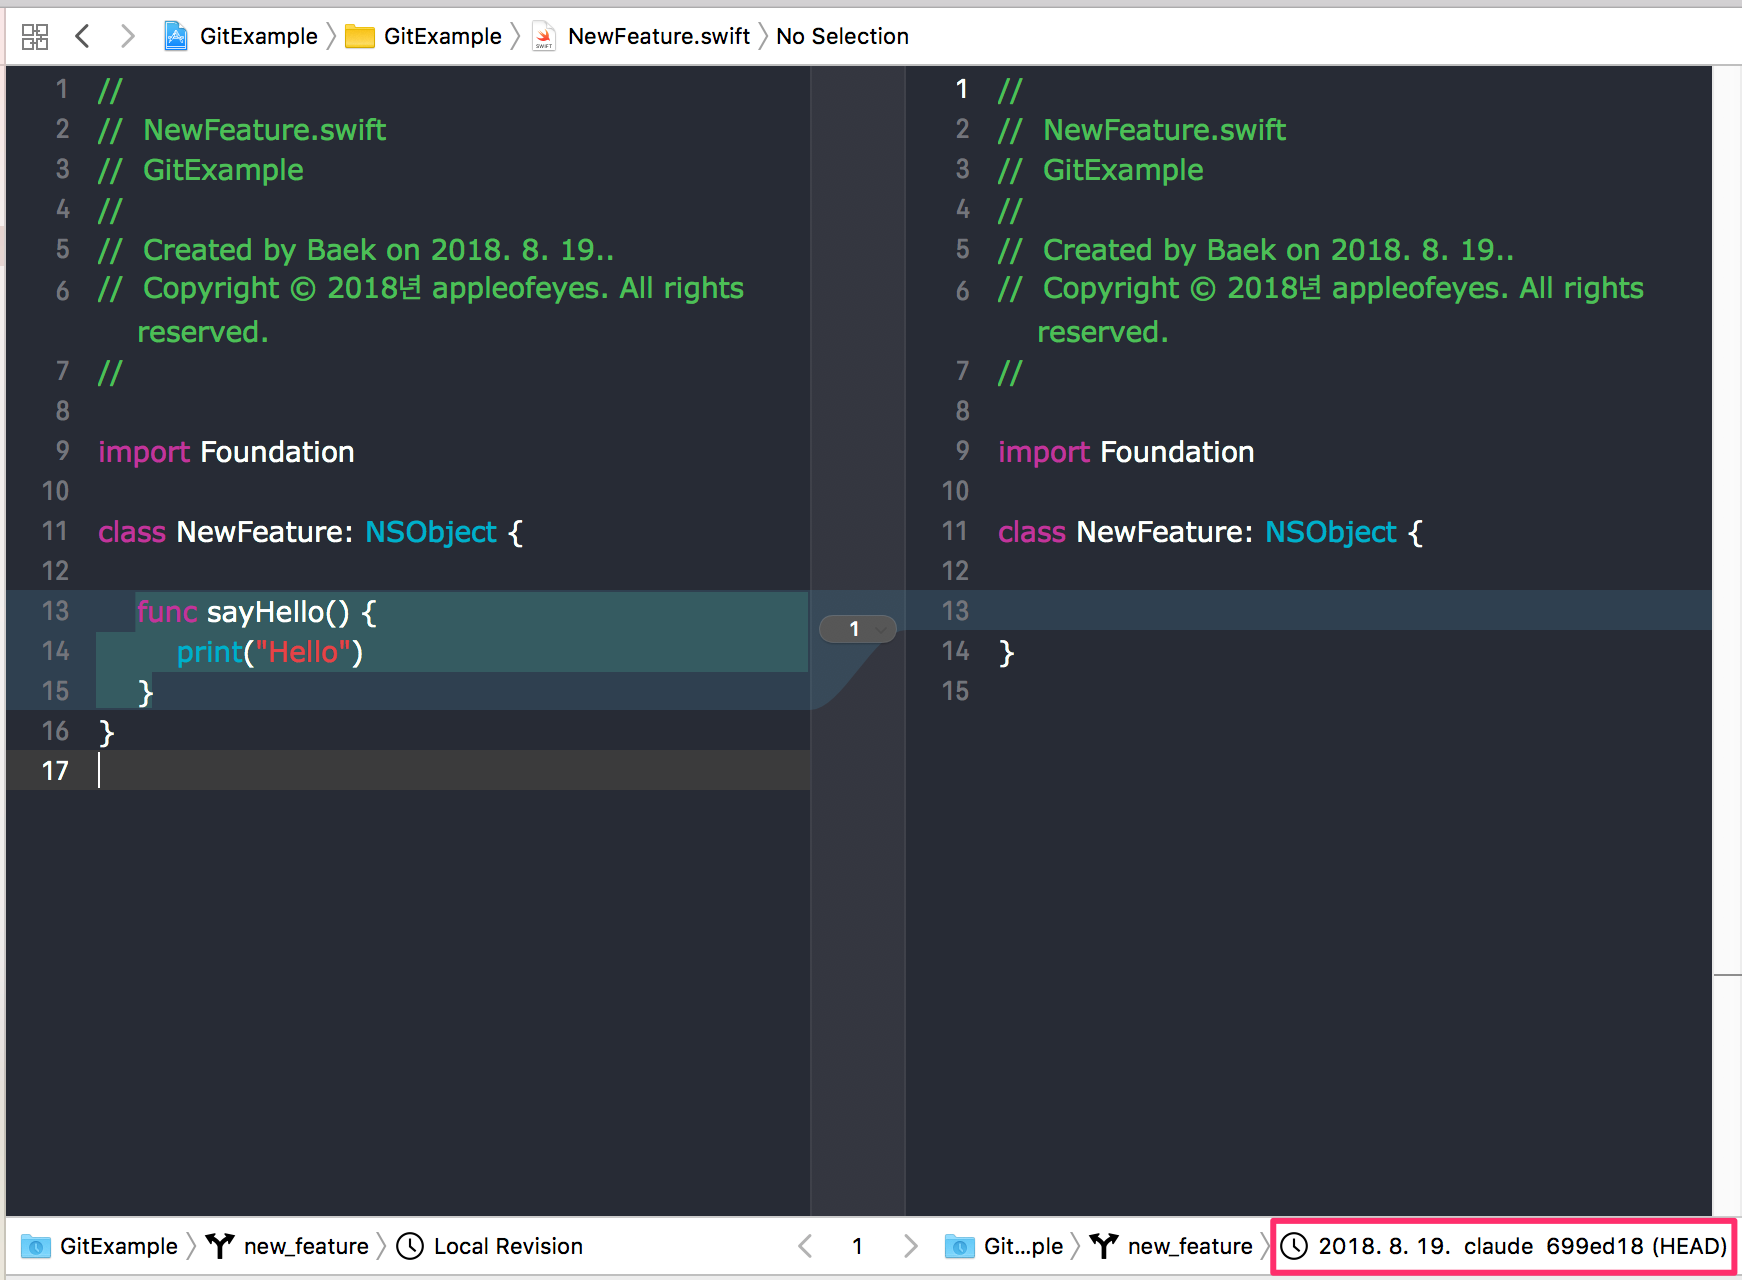 GitExample GitExample NewFeature.swift No Selection
1 //
2 // NewFeature.swift
3 // GitExample
4 //
5 // Created by Baek on 2018. 8. 19..
6 // Copyright © 2018년 appleofeyes. All rights
reserved.
7 //
8
9 import Foundation
10
11 class NewFeature: NSObject {
12
13 func sayHello() {
14 print("Hello")
15 }
16 }
17
1
1 //
2 // NewFeature.swift
3 // GitExample
4 //
5 // Created by Baek on 2018. 8. 19..
6 // Copyright © 2018년 appleofeyes. All rights
reserved.
7 //
8
9 import Foundation
10
11 class NewFeature: NSObject {
12
13
14 }
15
GitExample new_feature Local Revision 1 Git...ple new_feature 2018. 8. 19. claude 699ed18 (HEAD)